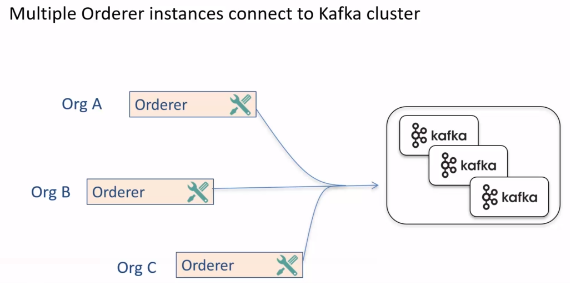 Multiple Orderer instances connect to Kafka cluster
Org A
Orderer
kafka
kafka
Org B
Orderer
kafka
Org C
Orderer